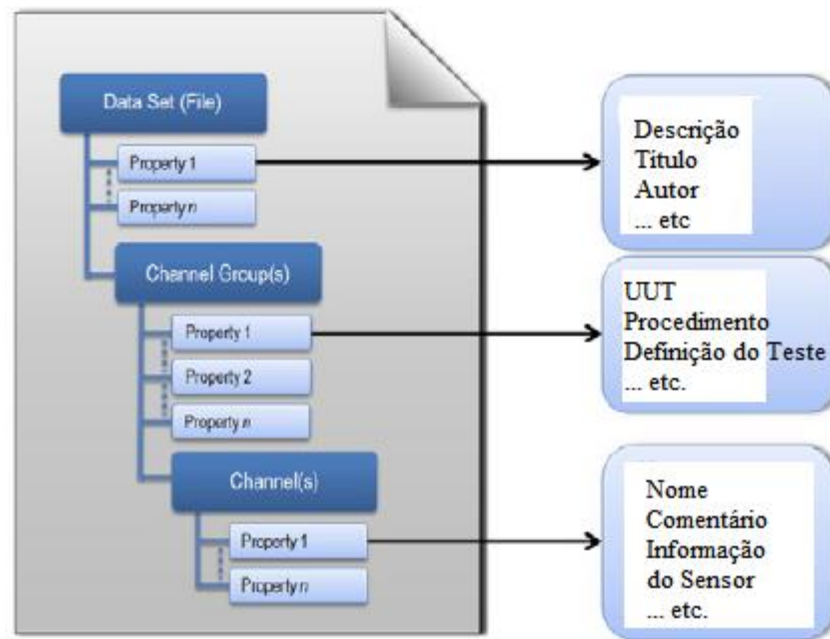 Data Set (File)
Property 1
Property n
Channel Group(s)
Property 1
Property 2
Property n
Channel(s)
Property 1
Property n
Descrição
Título
Autor
... etc
UUT
Procedimento
Definição do Teste
... etc.
Nome
Comentário
Informação
do Sensor
... etc.